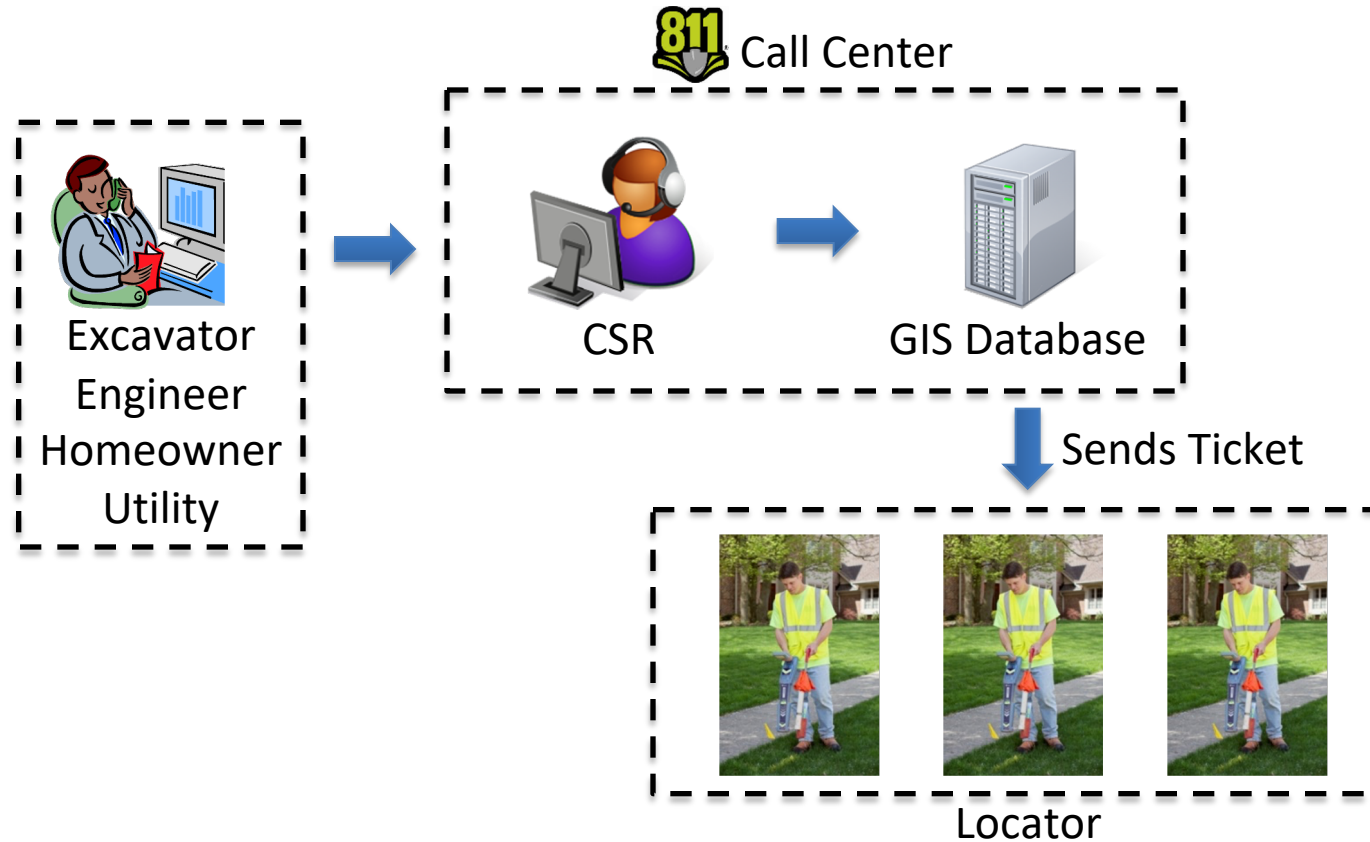 811 Call Center
Excavator
Engineer
Homeowner
Utility
CSR
GIS Database
Sends Ticket
Locator